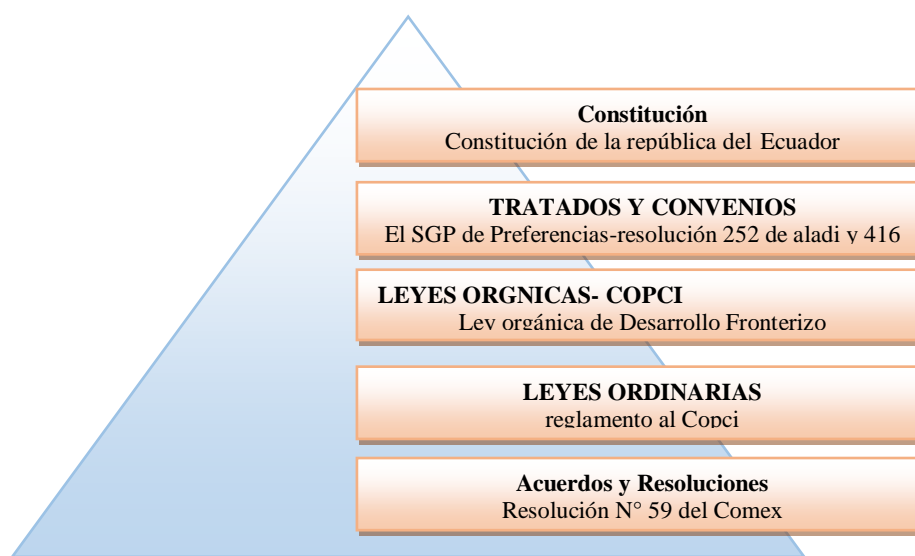 Constitución
Constitución de la república del Ecuador
TRATADOS Y CONVENIOS
El SGP de Preferencias-resolución 252 de aladi y 416
LEYES ORGNICAS- COPCI
Ley orgánica de Desarrollo Fronterizo
LEYES ORDINARIAS
reglamento al Copci
Acuerdos y Resoluciones
Resolución N° 59 del Comex